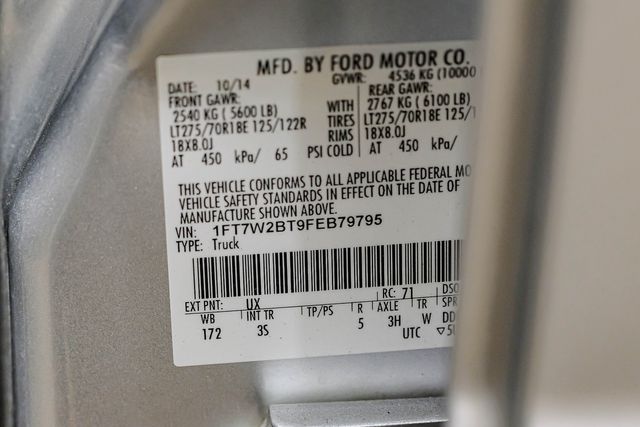 MFD. BY FORD MOTOR CO.
DATE: 10/14 GVWR: 4536 KG (10000
FRONT GAWR: REAR GAWR:
2540 KG ( 5600 LB) WITH 2767 KG ( 6100 LB)
LT275/70R18E 125/122R TIRES LT275/70R18E 125/1
18X8.0J RIMS 18X8.0J
AT 450 kPa/ 65 PSI COLD AT 450 kPa/
THIS VEHICLE CONFORMS TO ALL APPLICABLE FEDERAL MO
VEHICLE SAFETY STANDARDS IN EFFECT ON THE DATE OF
MANUFACTURE SHOWN ABOVE.
VIN: 1FT7W2BT9FEB79795
TYPE: Truck
EXT PNT: UX RC: 71 DSO
WB INT TR TP/PS R AXLE TR SPR
172 3S 5 3H W DD
UTC ▽